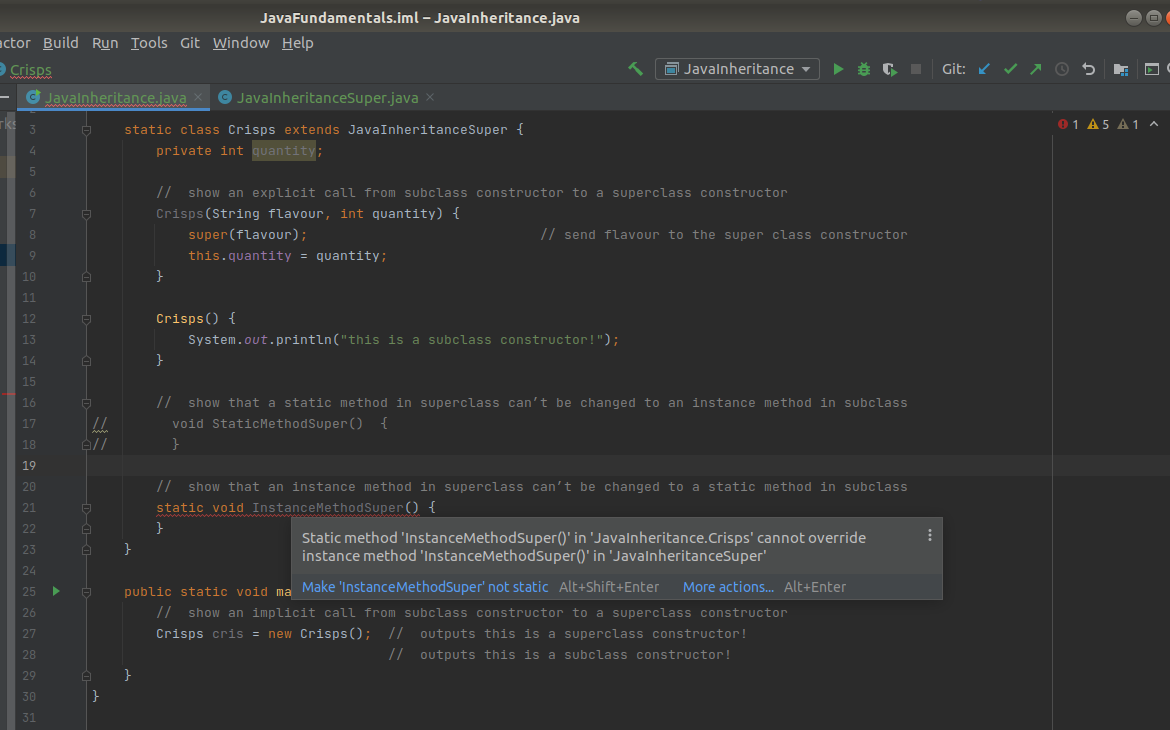 JavaFundamentals.iml – JavaInheritance.java
actor Build Run Tools Git Window Help
Crisps JavaInheritance Git:
JavaInheritance.java JavaInheritanceSuper.java
1 5 1
3 static class Crisps extends JavaInheritanceSuper {
4 private int quantity;
5
6 // show an explicit call from subclass constructor to a superclass constructor
7 Crisps(String flavour, int quantity) {
8 super(flavour); // send flavour to the super class constructor
9 this.quantity = quantity;
10 }
11
12 Crisps() {
13 System.out.println("this is a subclass constructor!");
14 }
15
16 // show that a static method in superclass can't be changed to an instance method in subclass
17 // void StaticMethodSuper() {
18 // }
19
20 // show that an instance method in superclass can't be changed to a static method in subclass
21 static void InstanceMethodSuper() {
22 }
Static method 'InstanceMethodSuper()' in 'JavaInheritance.Crisps' cannot override
instance method 'InstanceMethodSuper()' in 'JavaInheritanceSuper'
Make 'InstanceMethodSuper' not static Alt+Shift+Enter More actions... Alt+Enter
23 }
24
25 public static void ma
26 // show an implicit call from subclass constructor to a superclass constructor
27 Crisps cris = new Crisps(); // outputs this is a superclass constructor!
28 // outputs this is a subclass constructor!
29 }
30 }
31